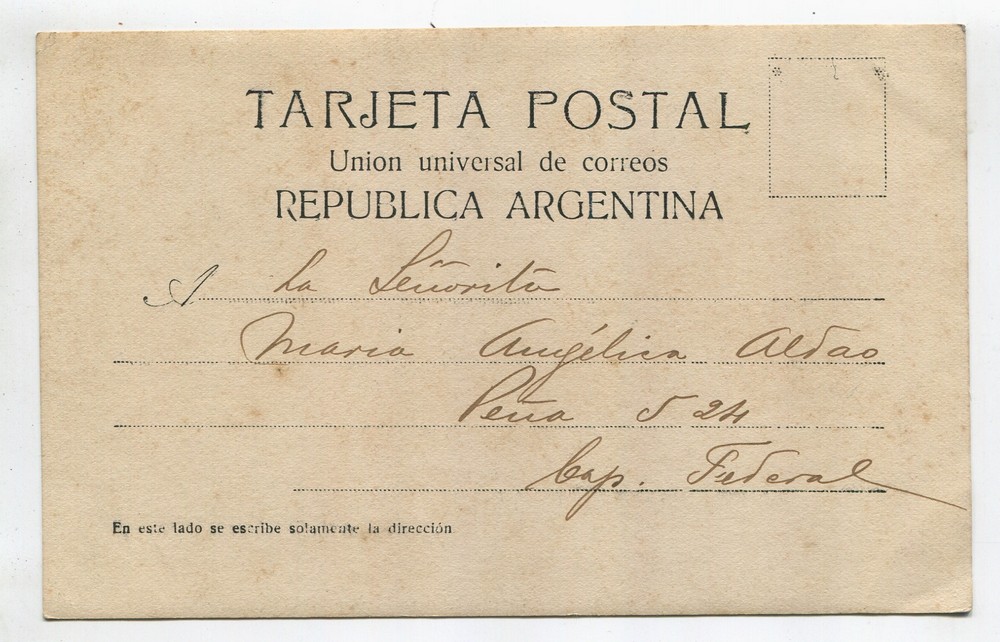 TARJETA POSTAL
Union universal de correos
REPUBLICA ARGENTINA
A La Señorita
Maria Angélica Aldao
Peña 524
Cap. Federal
En este lado se escribe solamente la dirección